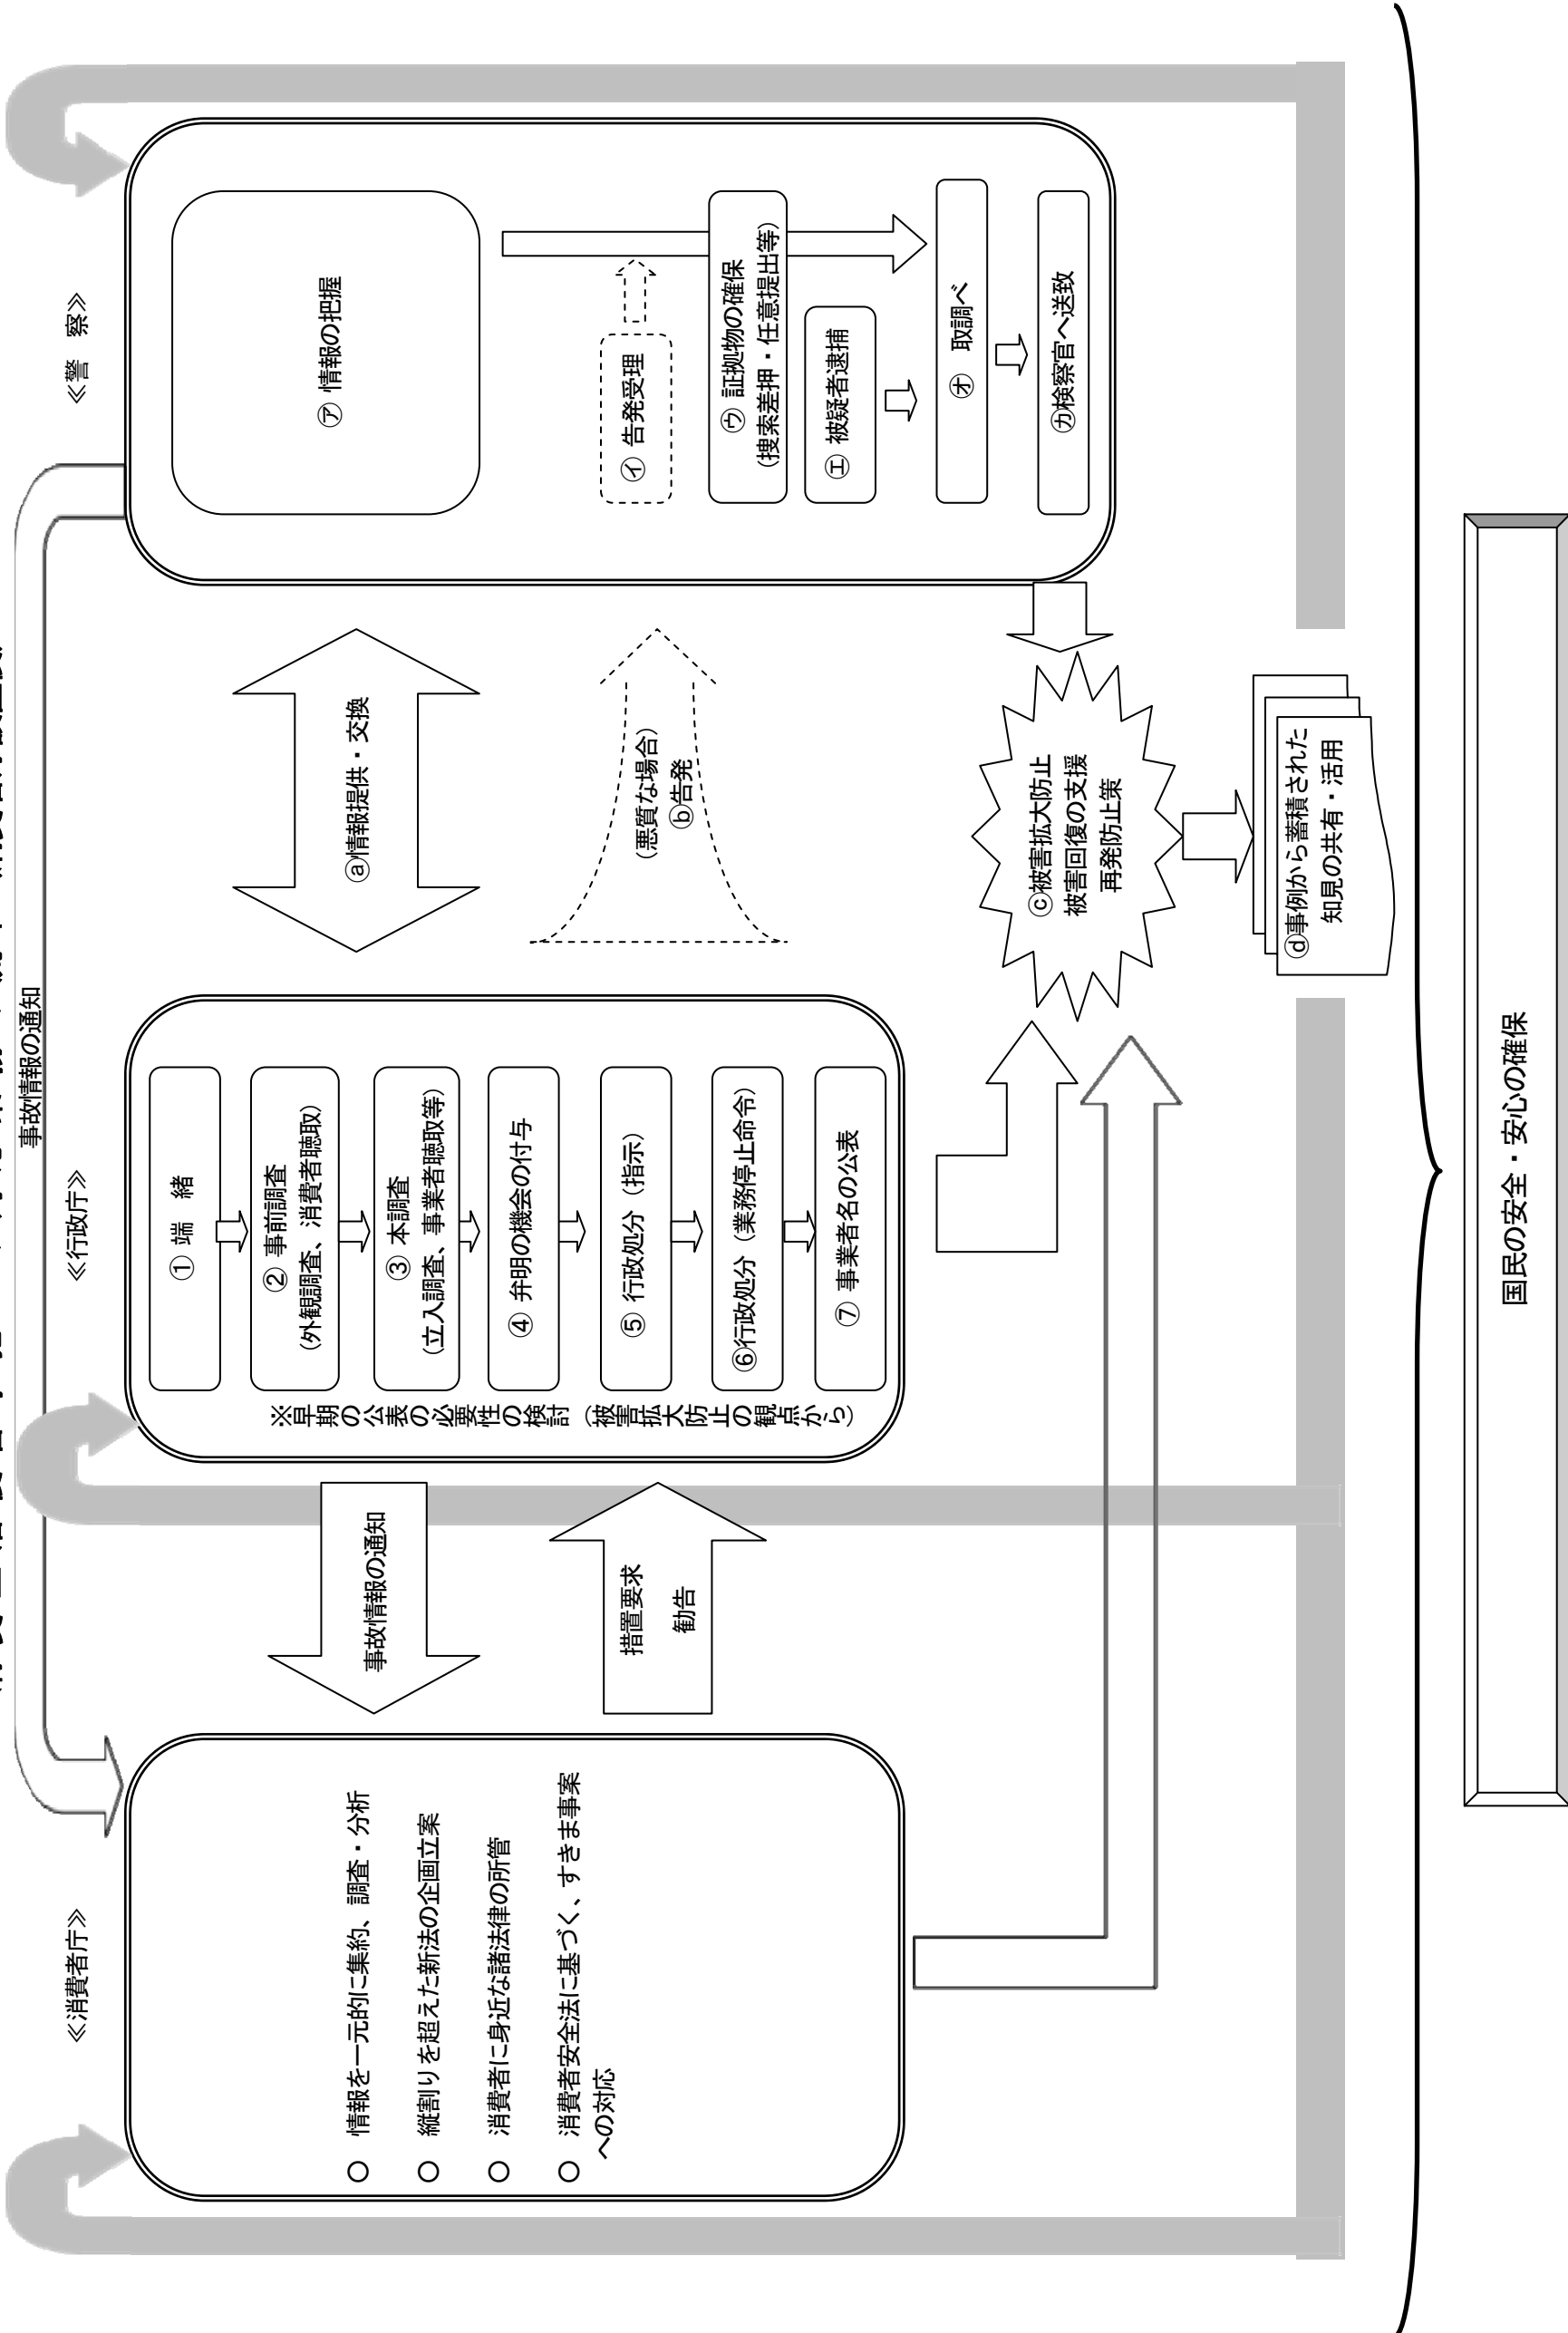 事故情報の通知
≪消費者庁≫
○ 情報を一元的に集約、調査・分析
○ 縦割りを超えた新法の企画立案
○ 消費者に身近な諸法律の所管
○ 消費者安全法に基づく、すきま事案
への対応
事故情報の通知
措置要求
勧告
≪行政庁≫
① 端 緒
② 事前調査
(外観調査、消費者聴取)
③ 本調査
(立入調査、事業者聴取等)
④ 弁明の機会の付与
⑤ 行政処分(指示)
⑥行政処分(業務停止命令)
⑦ 事業者名の公表
※早期の公表の必要性の検討(被害拡大防止の観点から)
ⓐ情報提供・交換
(悪質な場合)
ⓑ告発
≪警 察≫
㋐ 情報の把握
㋑ 告発受理
㋒ 証拠物の確保
(捜索差押・任意提出等)
㋓ 被疑者逮捕
㋔ 取調べ
㋕検察官へ送致
ⓒ被害拡大防止
被害回復の支援
再発防止策
ⓓ事例から蓄積された
知見の共有・活用
国民の安全・安心の確保